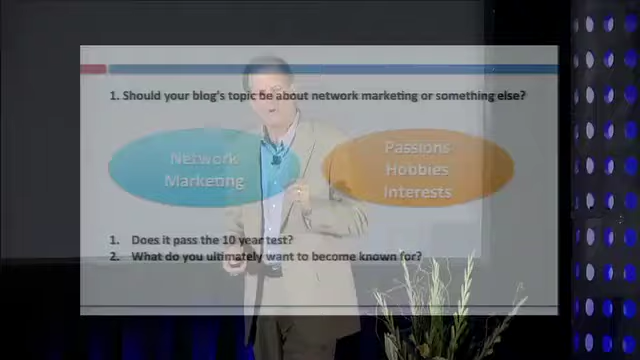 1. Should your blog's topic be about network marketing or something else?
Network
Marketing
Passions
Hobbies
Interests
1. Does it pass the 10 year test?
2. What do you ultimately want to become known for?